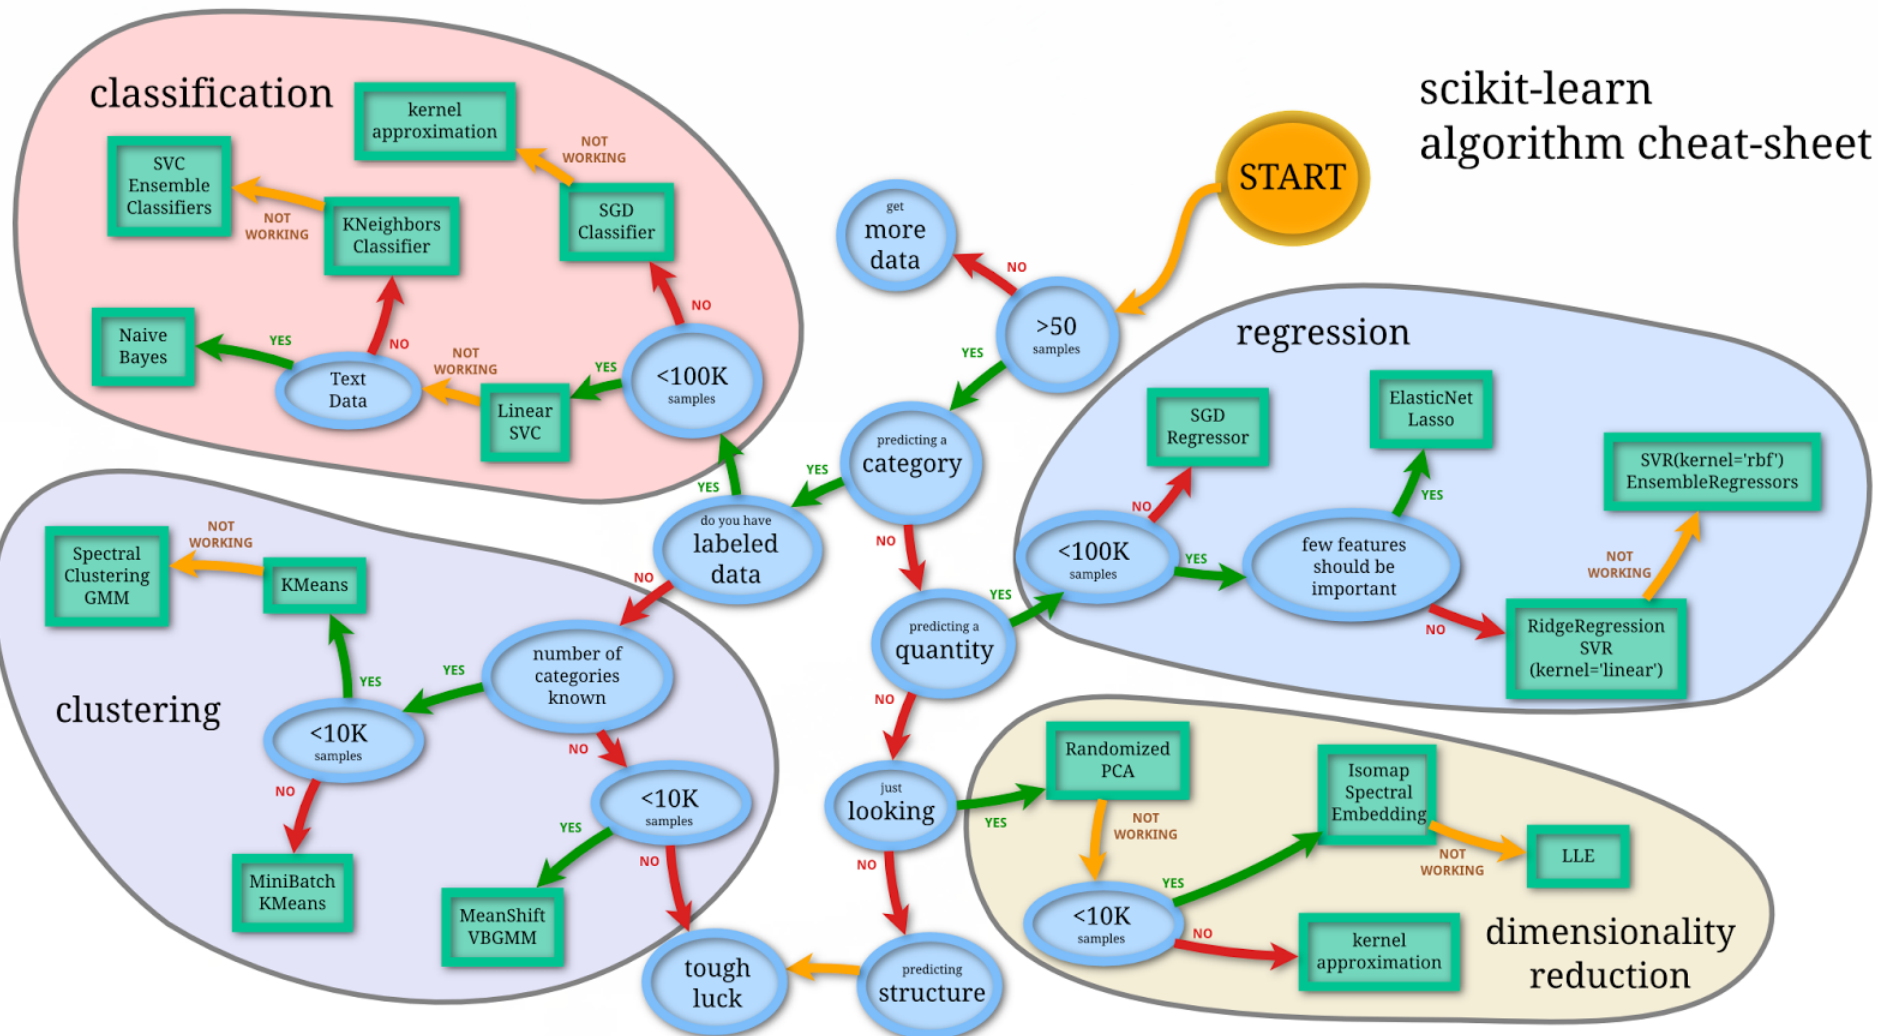 scikit-learn
algorithm cheat-sheet
START
>50
samples
NO
get
more
data
YES
predicting a
category
YES
do you have
labeled
data
YES
NO
classification
<100K
samples
NO
SGD
Classifier
NOT
WORKING
kernel
approximation
YES
Linear
SVC
NOT
WORKING
Text
Data
YES
Naive
Bayes
NO
KNeighbors
Classifier
NOT
WORKING
SVC
Ensemble
Classifiers
clustering
number of
categories
known
YES
<10K
samples
YES
KMeans
NOT
WORKING
Spectral
Clustering
GMM
NO
MiniBatch
KMeans
NO
<10K
samples
YES
MeanShift
VBGMM
NO
tough
luck
NO
predicting a
quantity
YES
regression
<100K
samples
NO
SGD
Regressor
YES
few features
should be
important
YES
ElasticNet
Lasso
NO
RidgeRegression
SVR
(kernel='linear')
NOT
WORKING
SVR(kernel='rbf')
EnsembleRegressors
NO
just
looking
YES
Randomized
PCA
NOT
WORKING
<10K
samples
YES
Isomap
Spectral
Embedding
NOT
WORKING
LLE
NO
kernel
approximation
dimensionality
reduction
NO
predicting
structure